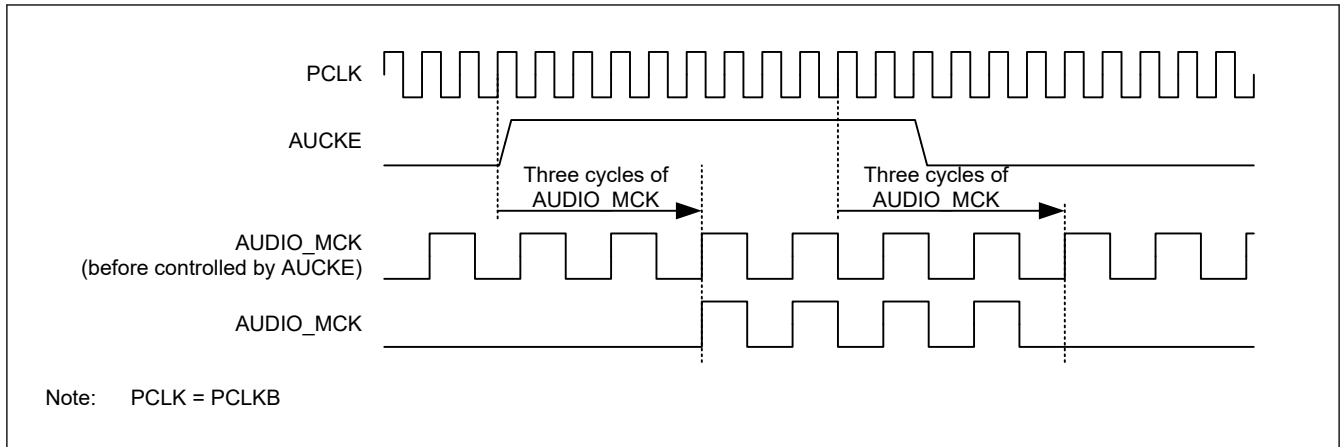 PCLK
AUCKE
Three cycles of
AUDIO_MCK
Three cycles of
AUDIO_MCK
AUDIO_MCK
(before controlled by AUCKE)
AUDIO_MCK
Note: PCLK = PCLKB